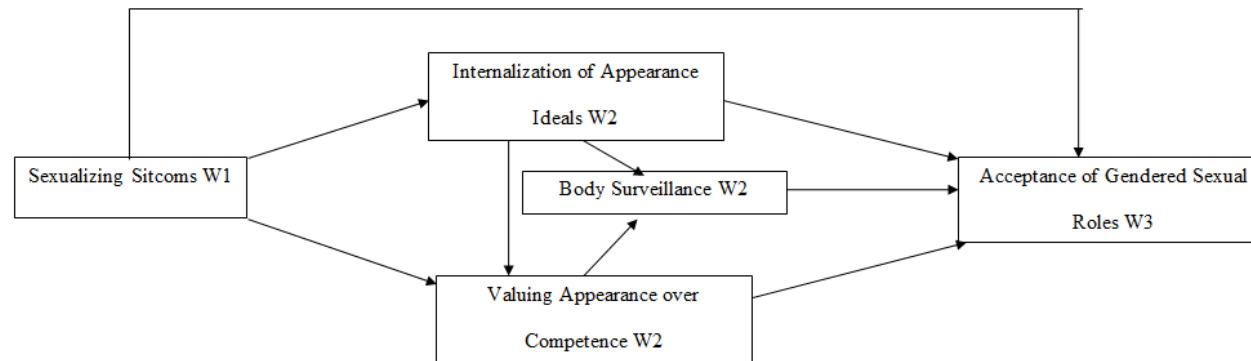 Internalization of Appearance
Ideals W2
Sexualizing Sitcoms W1
Body Surveillance W2
Acceptance of Gendered Sexual
Roles W3
Valuing Appearance over
Competence W2